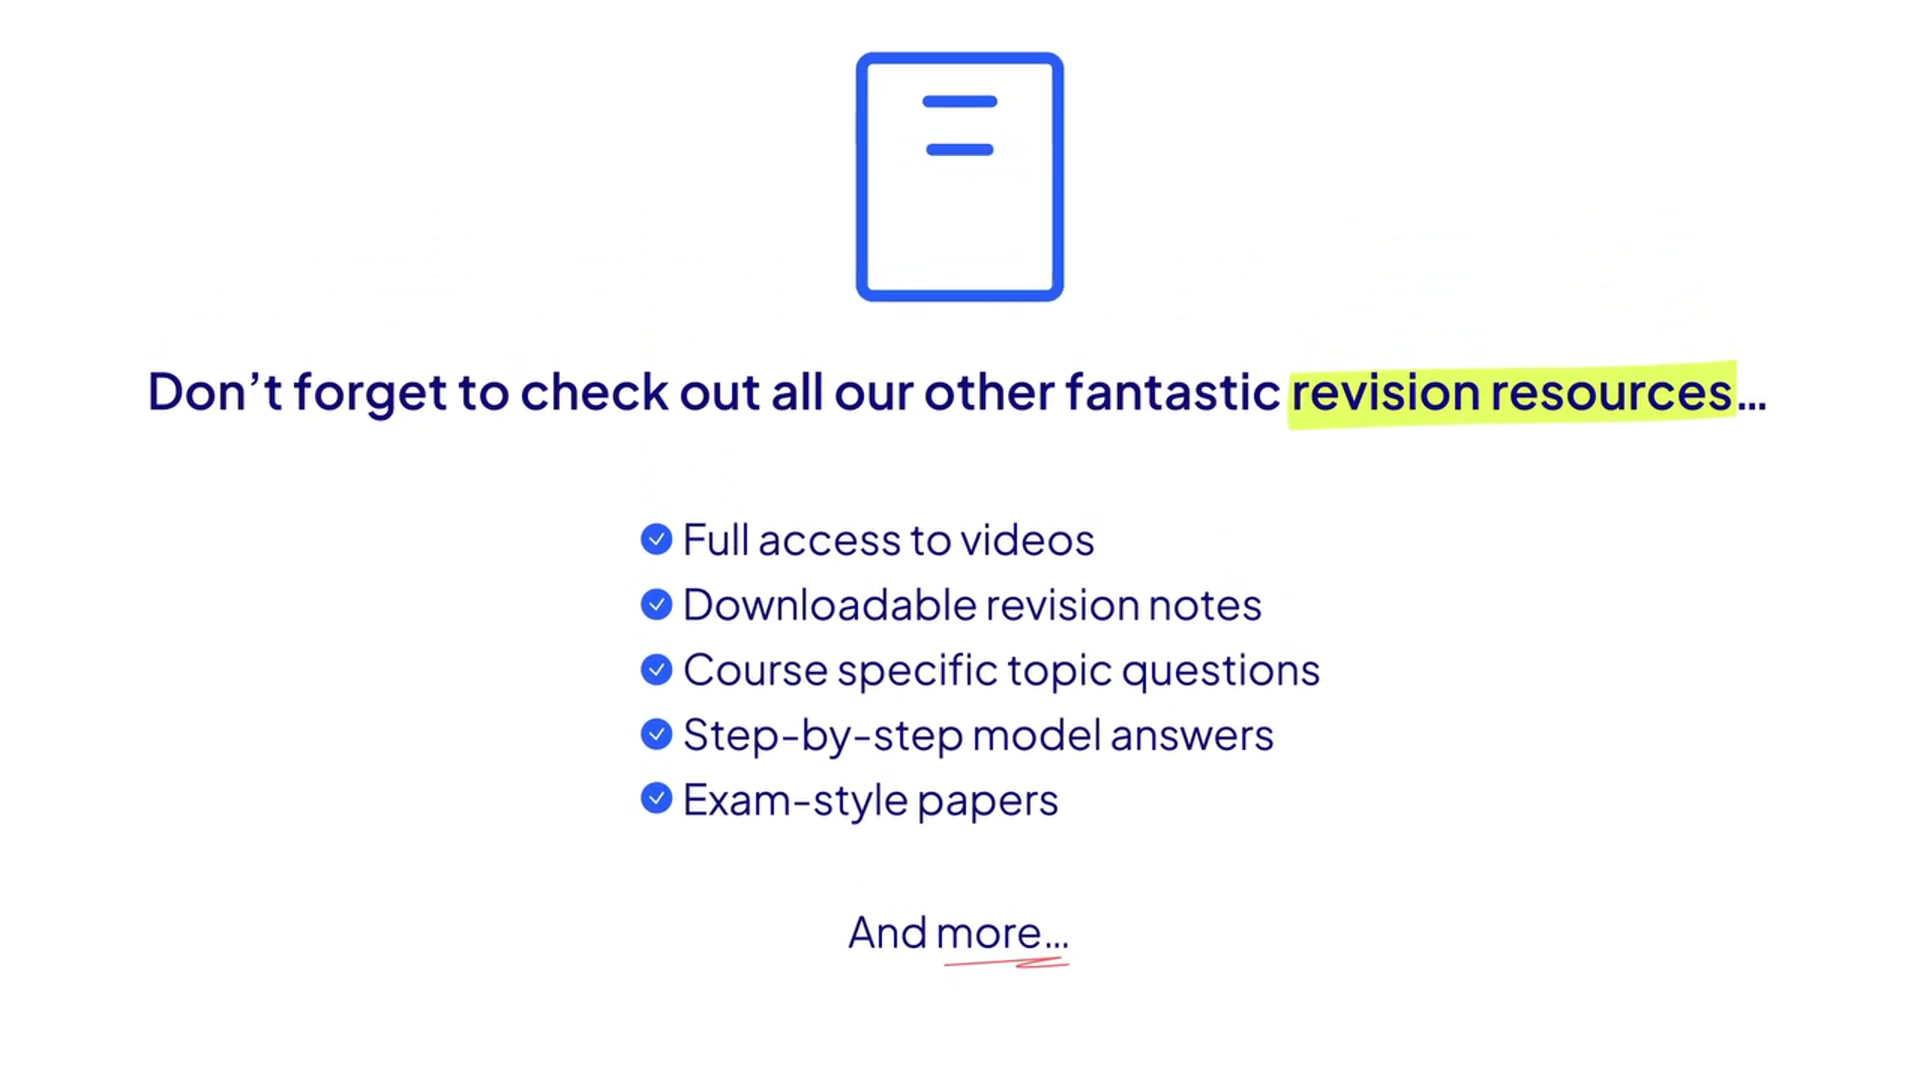 Don’t forget to check out all our other fantastic revision resources...
Full access to videos
Downloadable revision notes
Course specific topic questions
Step-by-step model answers
Exam-style papers
And more...